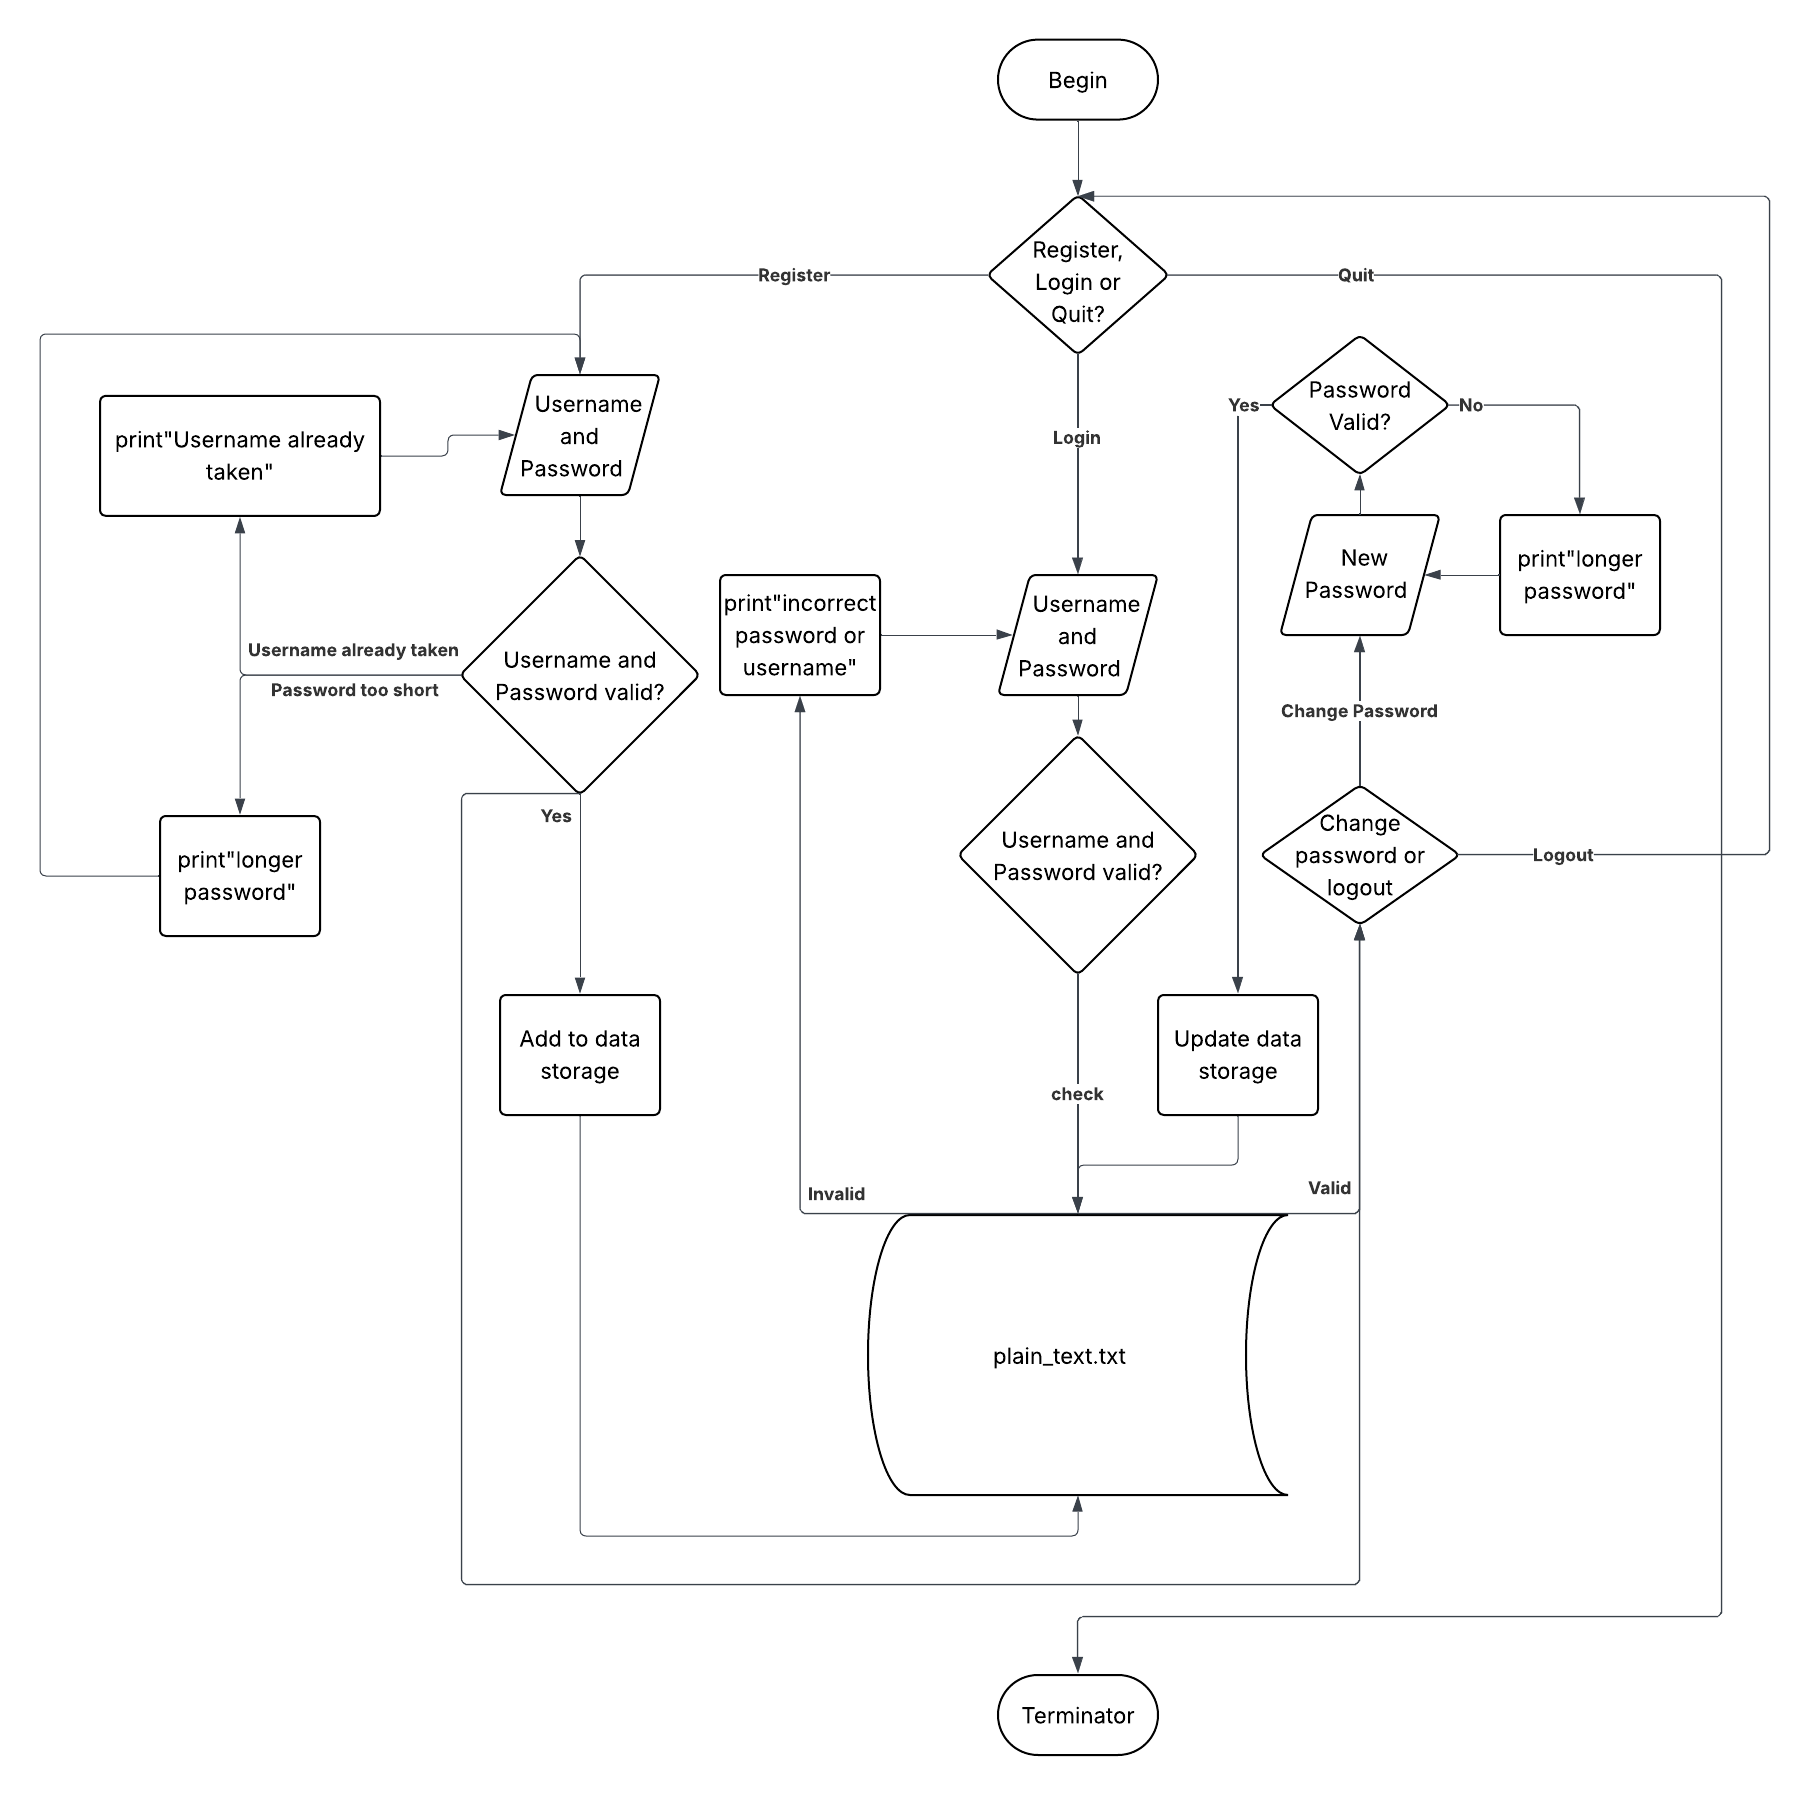 Begin
Register,
Login or
Quit?
Register
Quit
Login
Username
and
Password
print"Username already
taken"
Username already taken
Password too short
Username and
Password valid?
print"longer
password"
Yes
Add to data
storage
print"incorrect
password or
username"
Username
and
Password
Username and
Password valid?
check
Invalid
Valid
Password
Valid?
Yes
No
New
Password
print"longer
password"
Change Password
Change
password or
logout
Logout
Update data
storage
plain_text.txt
Terminator